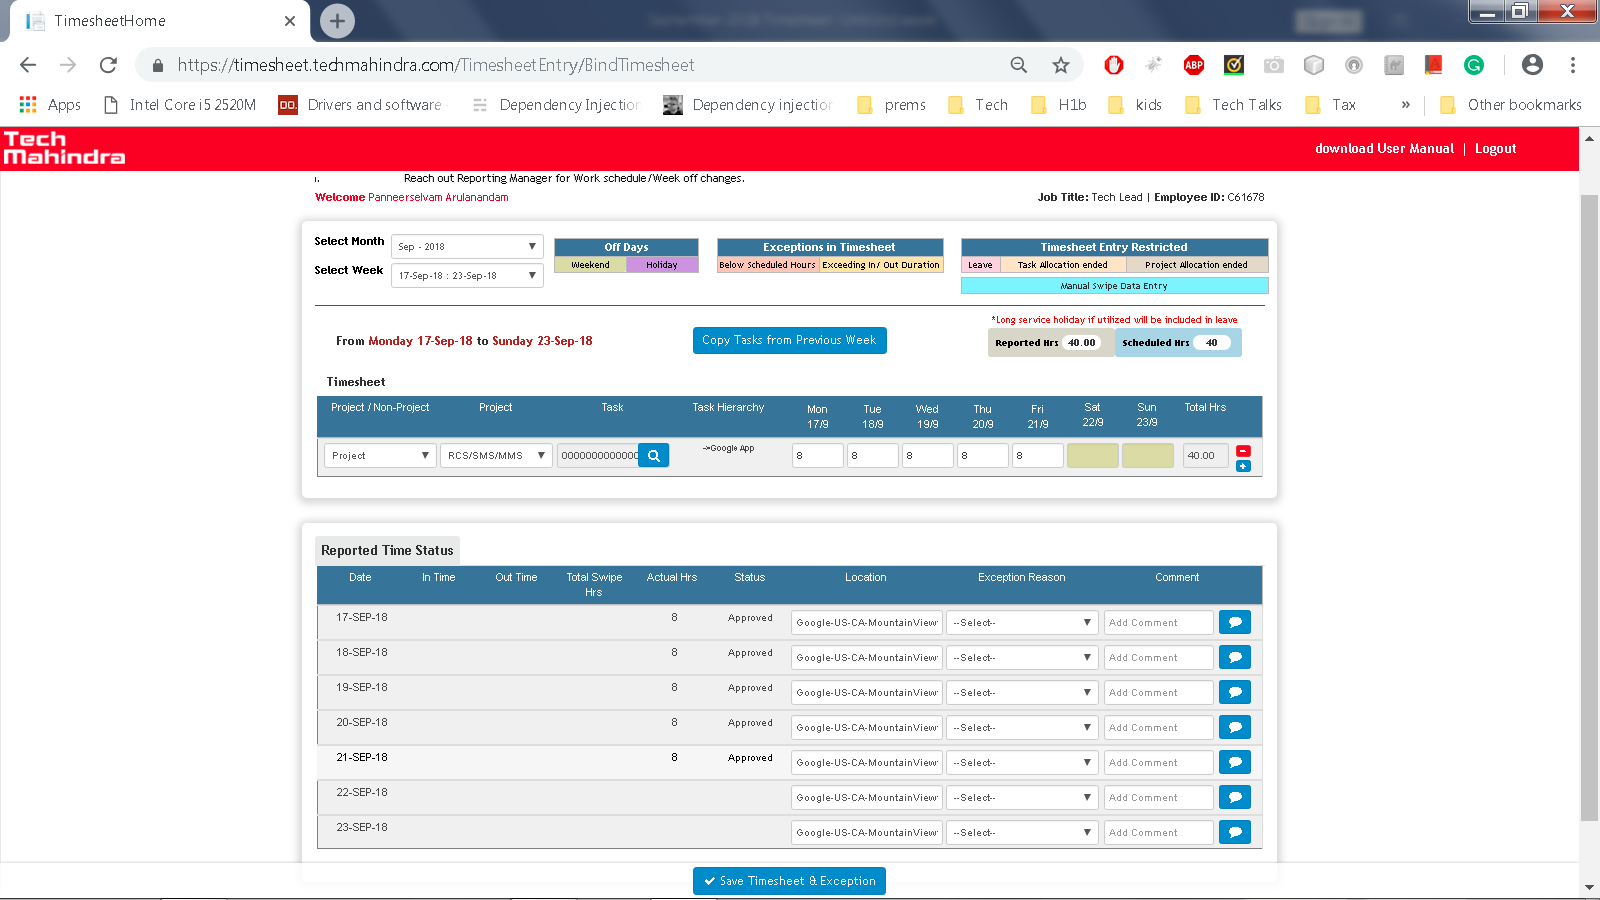 TimesheetHome
https://timesheet.techmahindra.com/TimesheetEntry/BindTimesheet
Apps Intel Core i5 2520M DO. Drivers and software Dependency Injection Dependency injection prems Tech H1b kids Tech Talks Tax » Other bookmarks
Tech
Mahindra
download User Manual | Logout
Reach out Reporting Manager for Work schedule/Week off changes.
Welcome Panneerselvam Arulanandam
Job Title: Tech Lead | Employee ID: C61678
Select Month Sep - 2018
Select Week 17-Sep-18 : 23-Sep-18
Off Days
Weekend Holiday
Exceptions in Timesheet
Below Scheduled Hours Exceeding In/ Out Duration
Timesheet Entry Restricted
Leave Task Allocation ended Project Allocation ended
Manual Swipe Data Entry
*Long service holiday if utilized will be included in leave
From Monday 17-Sep-18 to Sunday 23-Sep-18
Copy Tasks from Previous Week
Reported Hrs 40.00 Scheduled Hrs 40
Timesheet
Project / Non-Project Project Task Task Hierarchy Mon 17/9 Tue 18/9 Wed 19/9 Thu 20/9 Fri 21/9 Sat 22/9 Sun 23/9 Total Hrs
Project RCS/SMS/MMS 0000000000000 ->Google App 8 8 8 8 8 40.00
Reported Time Status
Date In Time Out Time Total Swipe Hrs Actual Hrs Status Location Exception Reason Comment
17-SEP-18 8 Approved Google-US-CA-MountainView --Select-- Add Comment
18-SEP-18 8 Approved Google-US-CA-MountainView --Select-- Add Comment
19-SEP-18 8 Approved Google-US-CA-MountainView --Select-- Add Comment
20-SEP-18 8 Approved Google-US-CA-MountainView --Select-- Add Comment
21-SEP-18 8 Approved Google-US-CA-MountainView --Select-- Add Comment
22-SEP-18 Google-US-CA-MountainView --Select-- Add Comment
23-SEP-18 Google-US-CA-MountainView --Select-- Add Comment
Save Timesheet & Exception